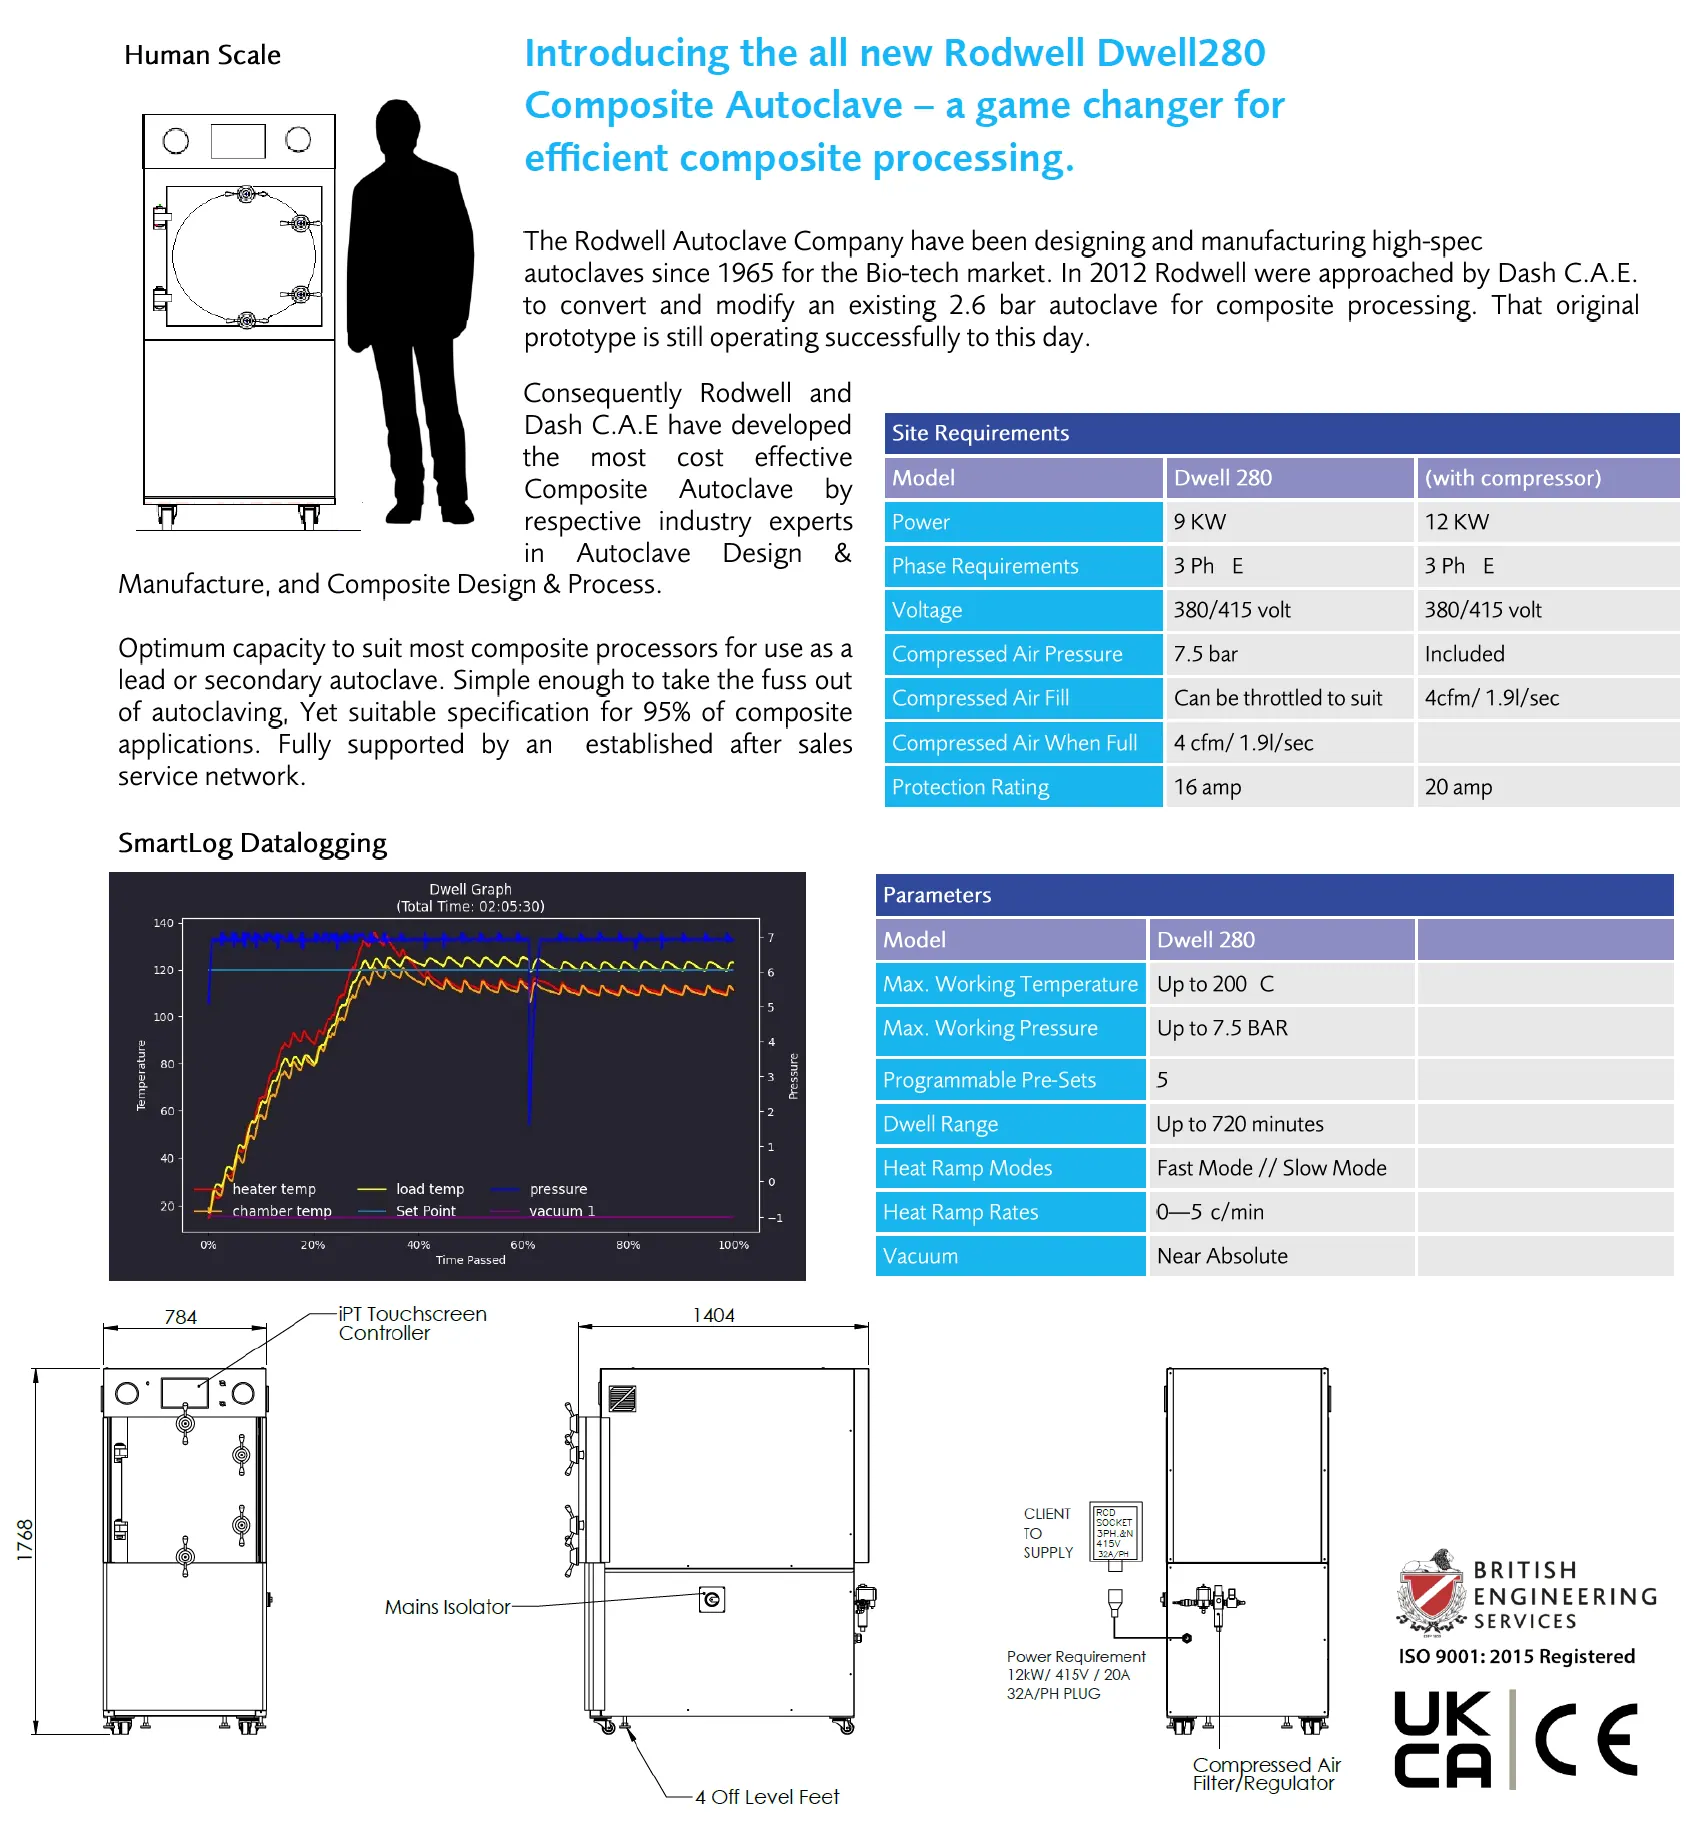 Human Scale
Introducing the all new Rodwell Dwell280
Composite Autoclave – a game changer for
efficient composite processing.
The Rodwell Autoclave Company have been designing and manufacturing high-spec
autoclaves since 1965 for the Bio-tech market. In 2012 Rodwell were approached by Dash C.A.E.
to convert and modify an existing 2.6 bar autoclave for composite processing. That original
prototype is still operating successfully to this day.
Consequently Rodwell and
Dash C.A.E have developed
the most cost effective
Composite Autoclave by
respective industry experts
in Autoclave Design &
Manufacture, and Composite Design & Process.
Optimum capacity to suit most composite processors for use as a
lead or secondary autoclave. Simple enough to take the fuss out
of autoclaving, Yet suitable specification for 95% of composite
applications. Fully supported by an established after sales
service network.
Site Requirements
Model Dwell 280 (with compressor)
Power 9 KW 12 KW
Phase Requirements 3 Ph E 3 Ph E
Voltage 380/415 volt 380/415 volt
Compressed Air Pressure 7.5 bar Included
Compressed Air Fill Can be throttled to suit 4cfm/ 1.9l/sec
Compressed Air When Full 4 cfm/ 1.9l/sec
Protection Rating 16 amp 20 amp
SmartLog Datalogging
Dwell Graph
(Total Time: 02:05:30)
140
120
100
80
60
40
20
Temperature
7
6
5
4
3
2
1
0
−1
Pressure
heater temp load temp pressure
chamber temp Set Point vacuum 1
0% 20% 40% 60% 80% 100%
Time Passed
Parameters
Model Dwell 280
Max. Working Temperature Up to 200 C
Max. Working Pressure Up to 7.5 BAR
Programmable Pre-Sets 5
Dwell Range Up to 720 minutes
Heat Ramp Modes Fast Mode // Slow Mode
Heat Ramp Rates 0—5 c/min
Vacuum Near Absolute
784
iPT Touchscreen
Controller
1768
1404
Mains Isolator
4 Off Level Feet
CLIENT
TO
SUPPLY
RCD
SOCKET
3PH.&N
415V
32A/PH
Power Requirement
12kW/ 415V / 20A
32A/PH PLUG
Compressed Air
Filter/Regulator
BRITISH
ENGINEERING
SERVICES
ISO 9001: 2015 Registered
UK
CA
CE